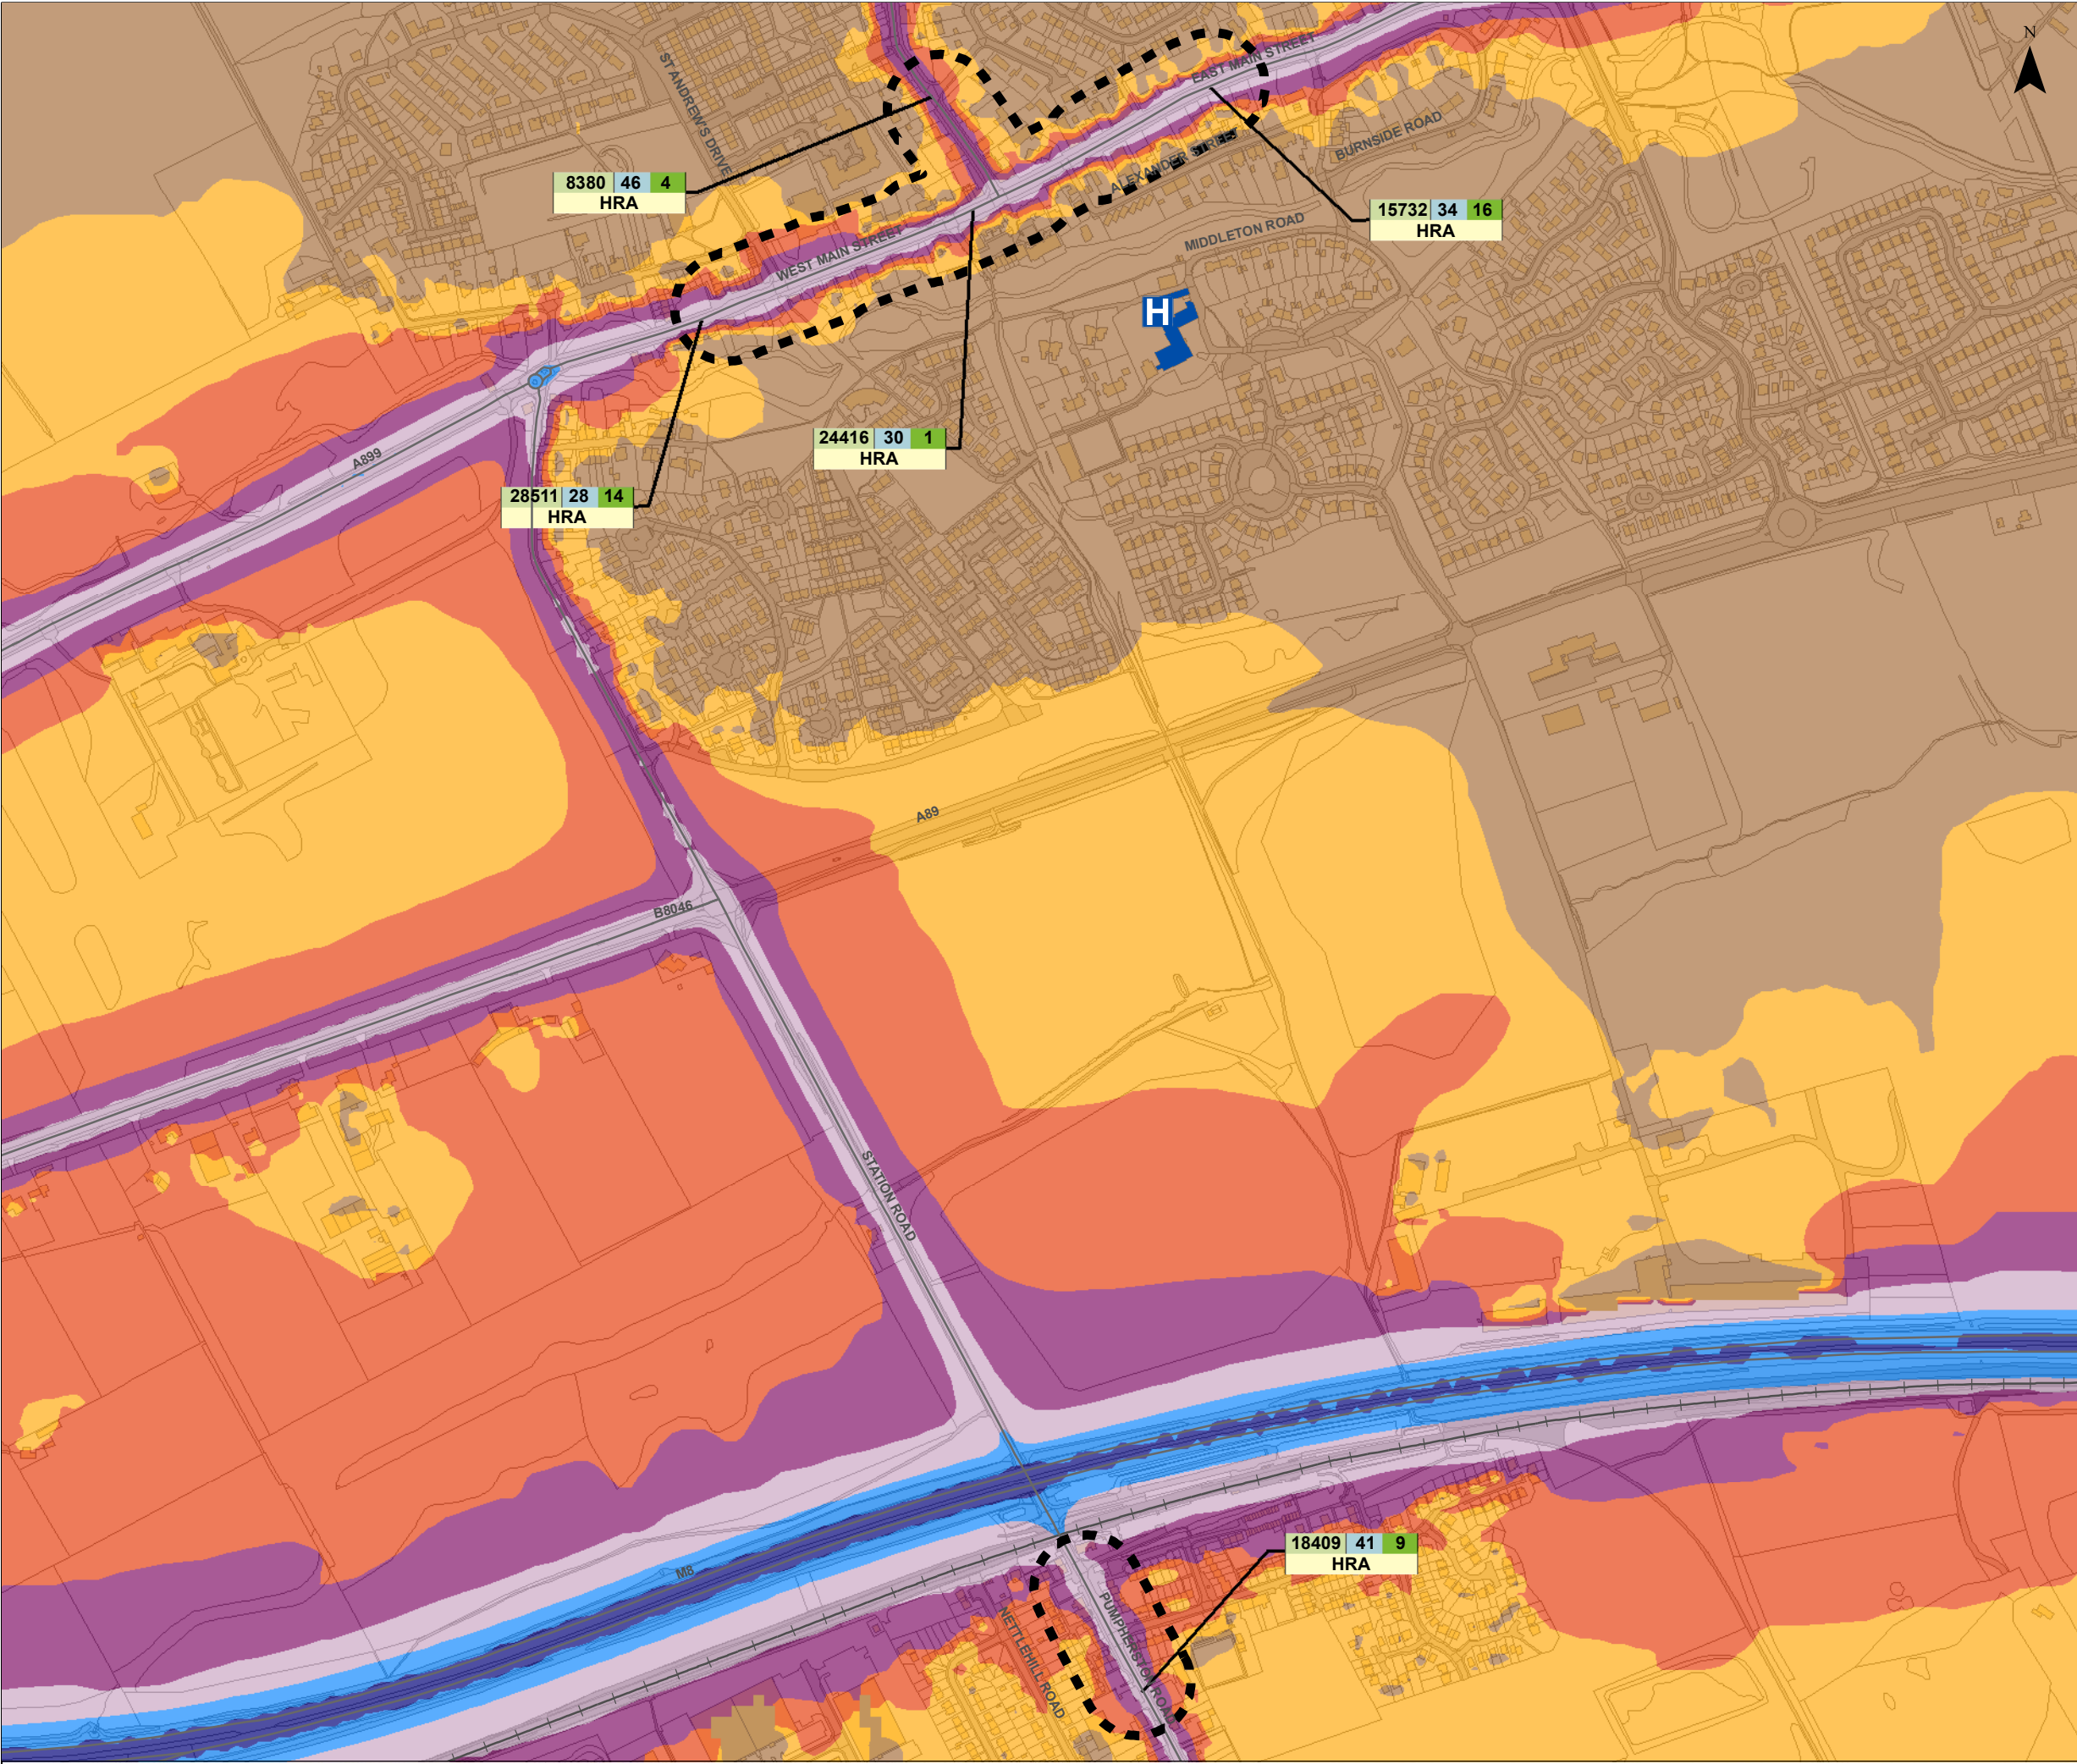 N
EAST MAIN STREET
ST ANDREW'S DRIVE
BURNSIDE ROAD
ALEXANDER STREET
8380 46 4
HRA
15732 34 16
HRA
MIDDLETON ROAD
WEST MAIN STREET
H
24416 30 1
HRA
A899
28511 28 14
HRA
A89
B8046
STATION ROAD
18409 41 9
HRA
M8
PUMPHERSTON ROAD
NETTLEHILL ROAD